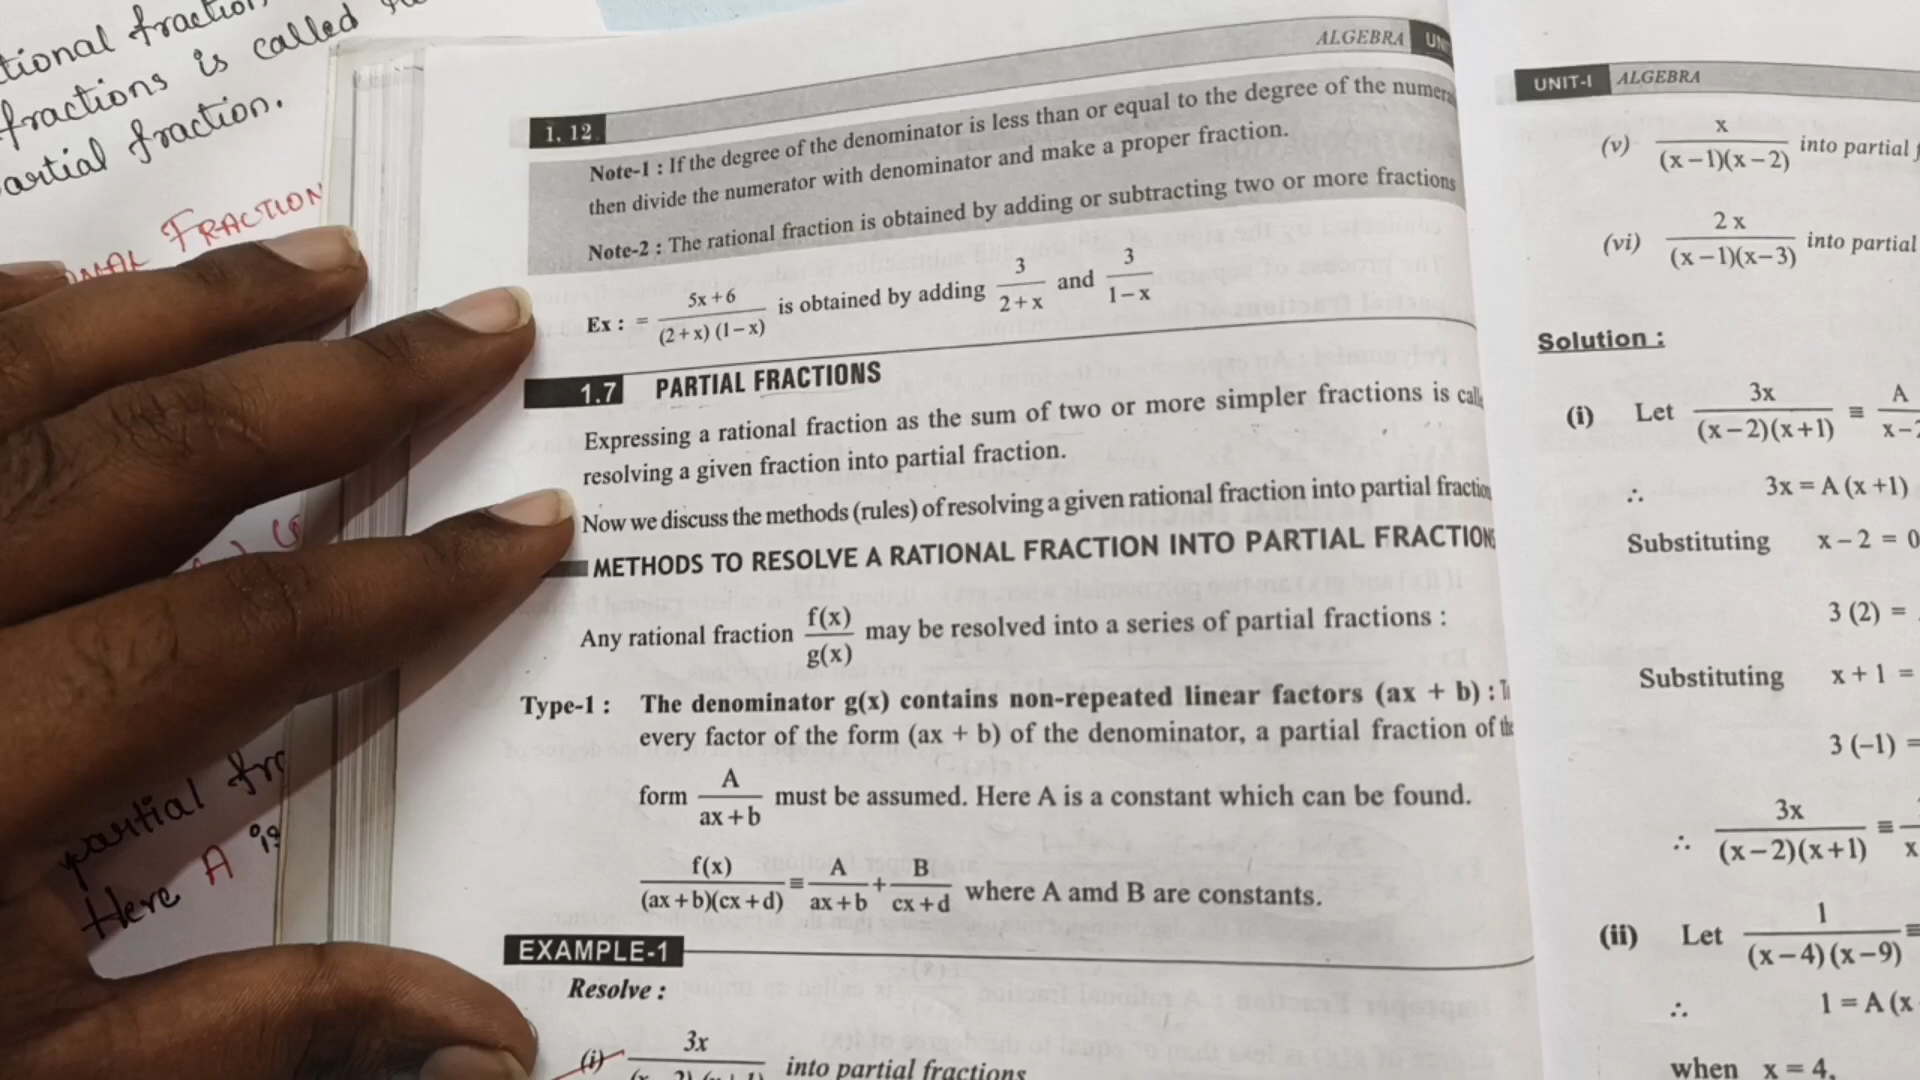 tional fraction
fractions is called
artial fraction.
FRACTION
partial
Here A is
ALGEBRA
1. 12
Note-1 : If the degree of the denominator is less than or equal to the degree of the numera
then divide the numerator with denominator and make a proper fraction.
Note-2 : The rational fraction is obtained by adding or subtracting two or more fractions
Ex : = 5x + 6 / (2 + x) (1 – x) is obtained by adding 3 / 2 + x and 3 / 1 – x
1.7 PARTIAL FRACTIONS
Expressing a rational fraction as the sum of two or more simpler fractions is call
resolving a given fraction into partial fraction.
Now we discuss the methods (rules) of resolving a given rational fraction into partial fraction
METHODS TO RESOLVE A RATIONAL FRACTION INTO PARTIAL FRACTION
Any rational fraction f(x) / g(x) may be resolved into a series of partial fractions :
Type-1 : The denominator g(x) contains non-repeated linear factors (ax + b) :
every factor of the form (ax + b) of the denominator, a partial fraction of the
form A / ax + b must be assumed. Here A is a constant which can be found.
f(x) / (ax + b)(cx + d) ≡ A / ax + b + B / cx + d where A amd B are constants.
EXAMPLE-1
Resolve :
(i) 3x into partial fractions
UNIT-I ALGEBRA
(v) x / (x – 1)(x – 2) into partial
(vi) 2 x / (x – 1)(x – 3) into partial
Solution :
(i) Let 3x / (x – 2)(x + 1) ≡ A / x –
∴ 3x = A (x +1)
Substituting x – 2 = 0
3 (2) =
Substituting x + 1 =
3 (–1) =
∴ 3x / (x – 2)(x + 1) ≡
(ii) Let 1 / (x – 4) (x – 9) ≡
∴ 1 = A (x
when x = 4,